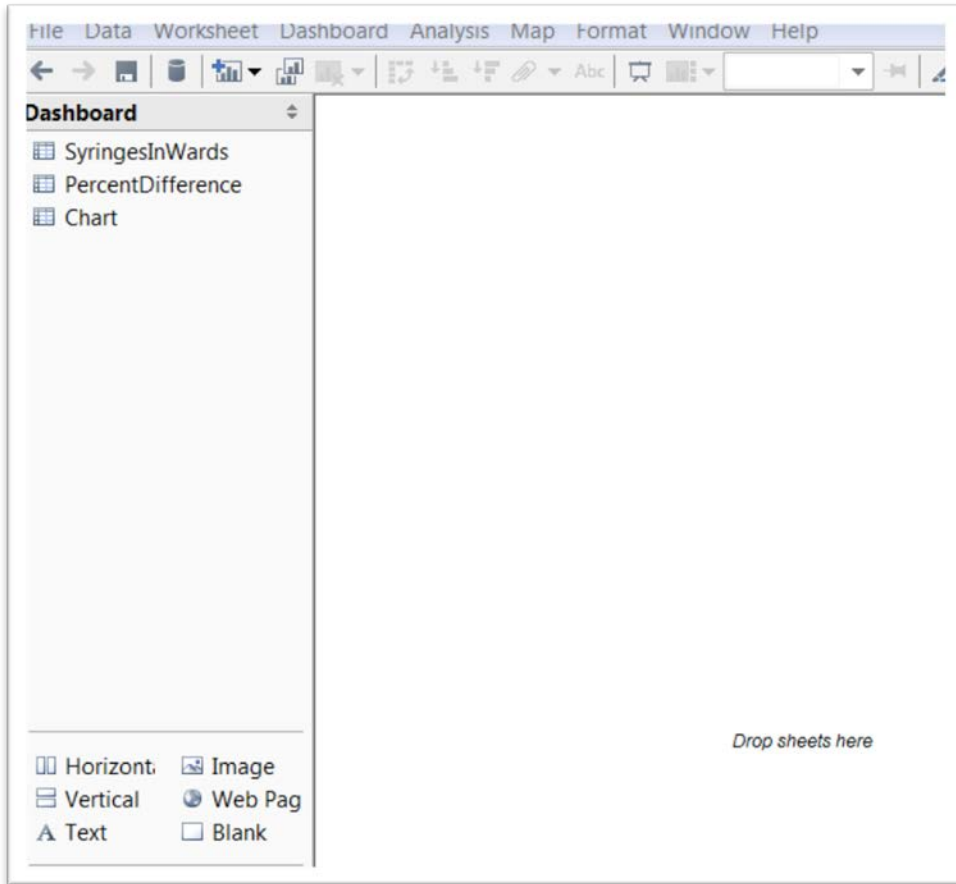 File Data Worksheet Dashboard Analysis Map Format Window Help
Abc
Dashboard
SyringesInWards
PercentDifference
Chart
Drop sheets here
Horizont
Image
Vertical
Web Pag
A Text
Blank